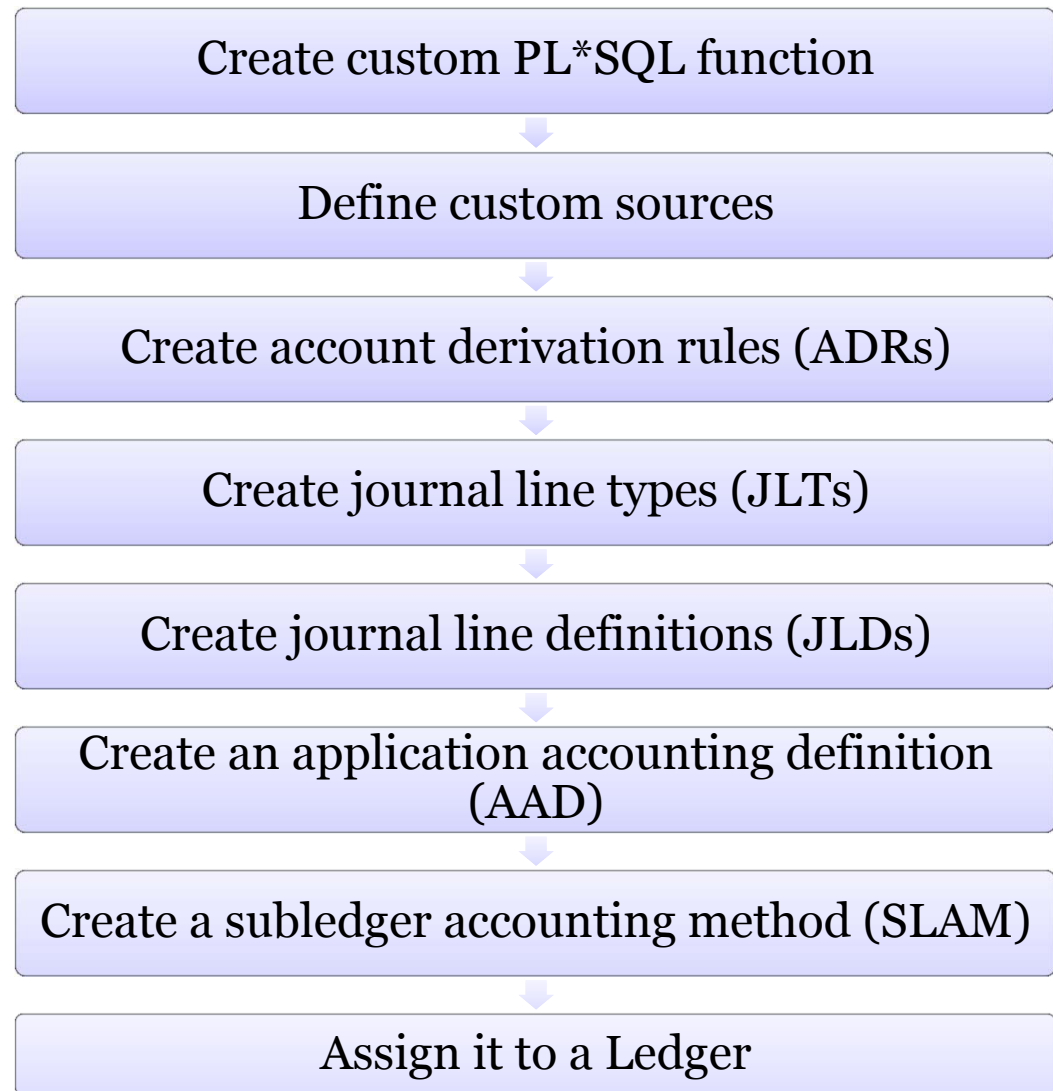 Create custom PL*SQL function
Define custom sources
Create account derivation rules (ADRs)
Create journal line types (JLTs)
Create journal line definitions (JLDs)
Create an application accounting definition
(AAD)
Create a subledger accounting method (SLAM)
Assign it to a Ledger